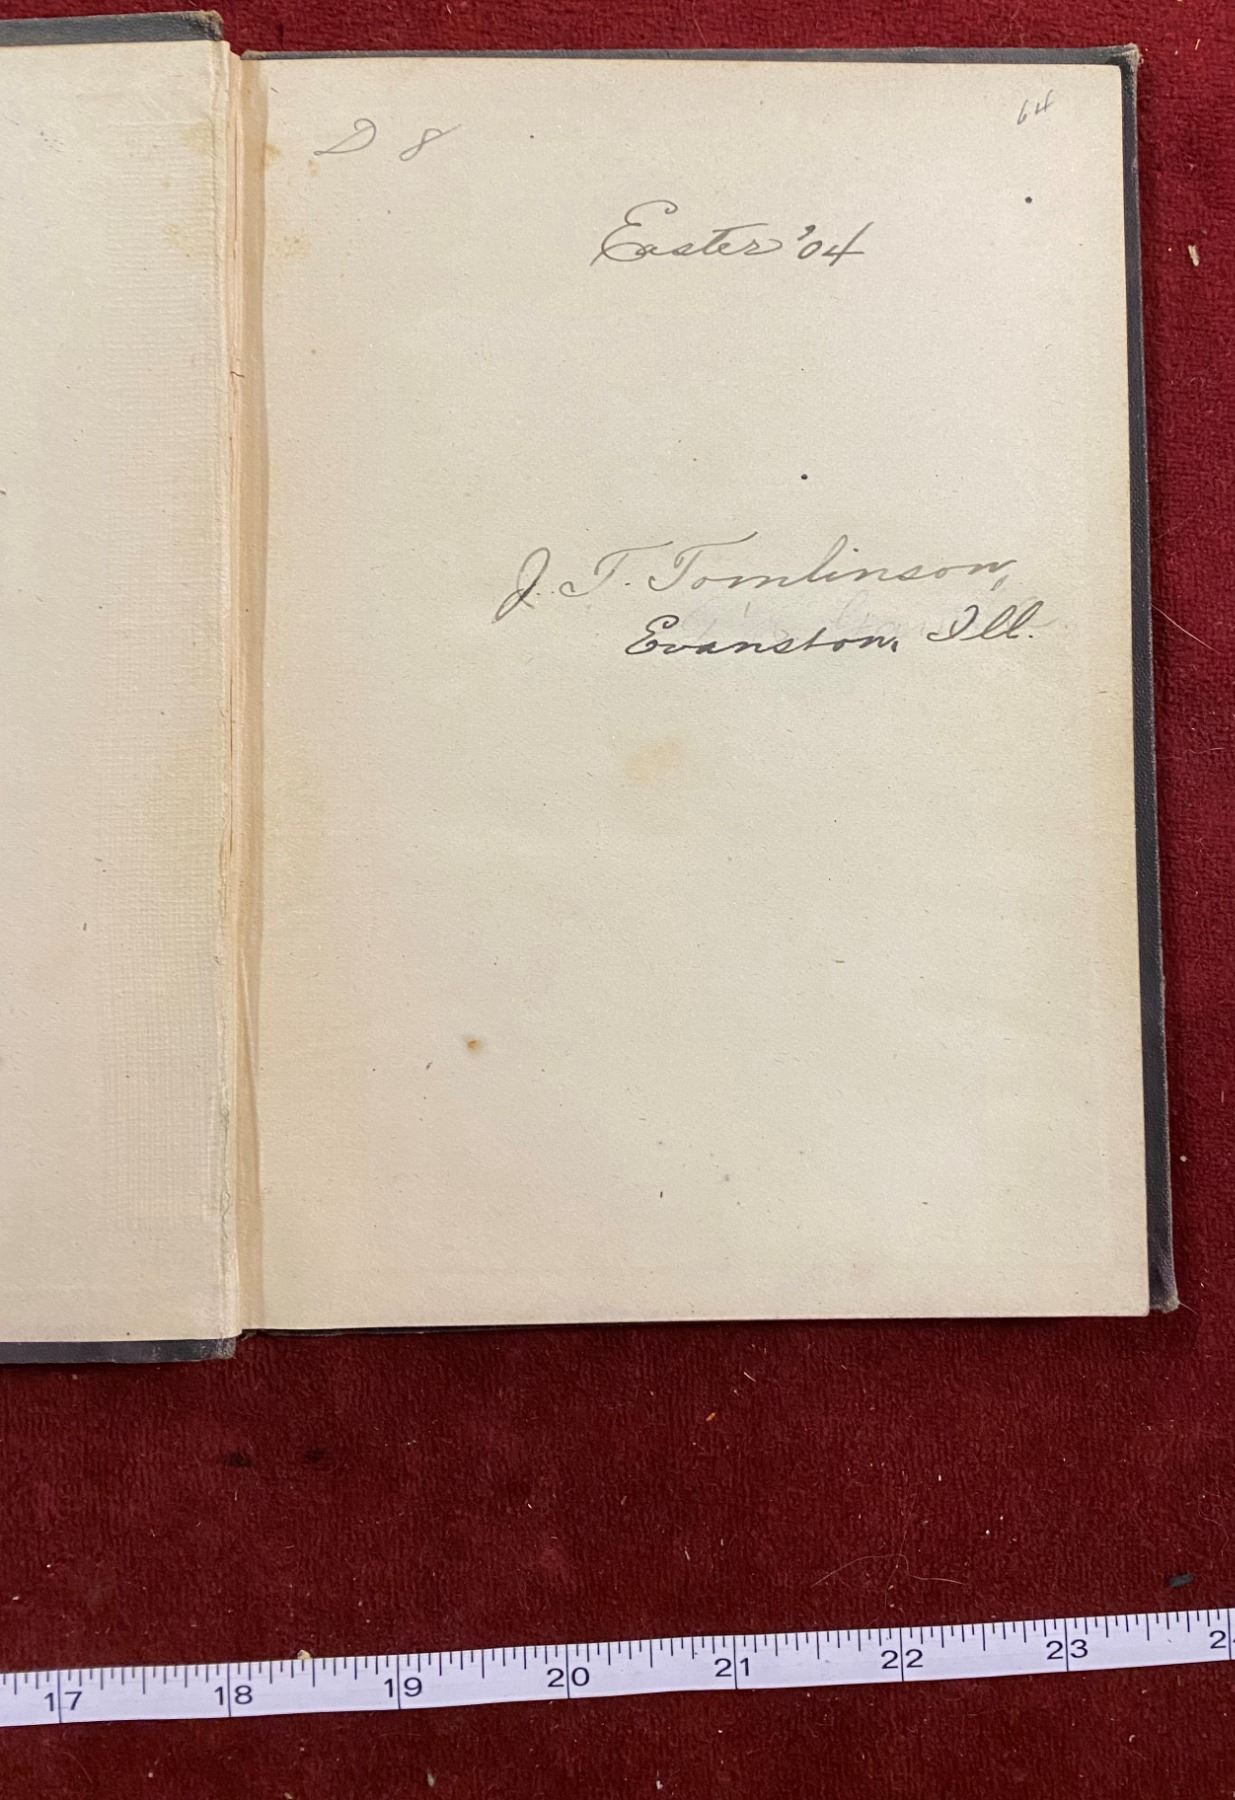 D 8
64
Easter '04
J. T. Tomlinson,
Evanston, Ill.
17 18 19 20 21 22 23